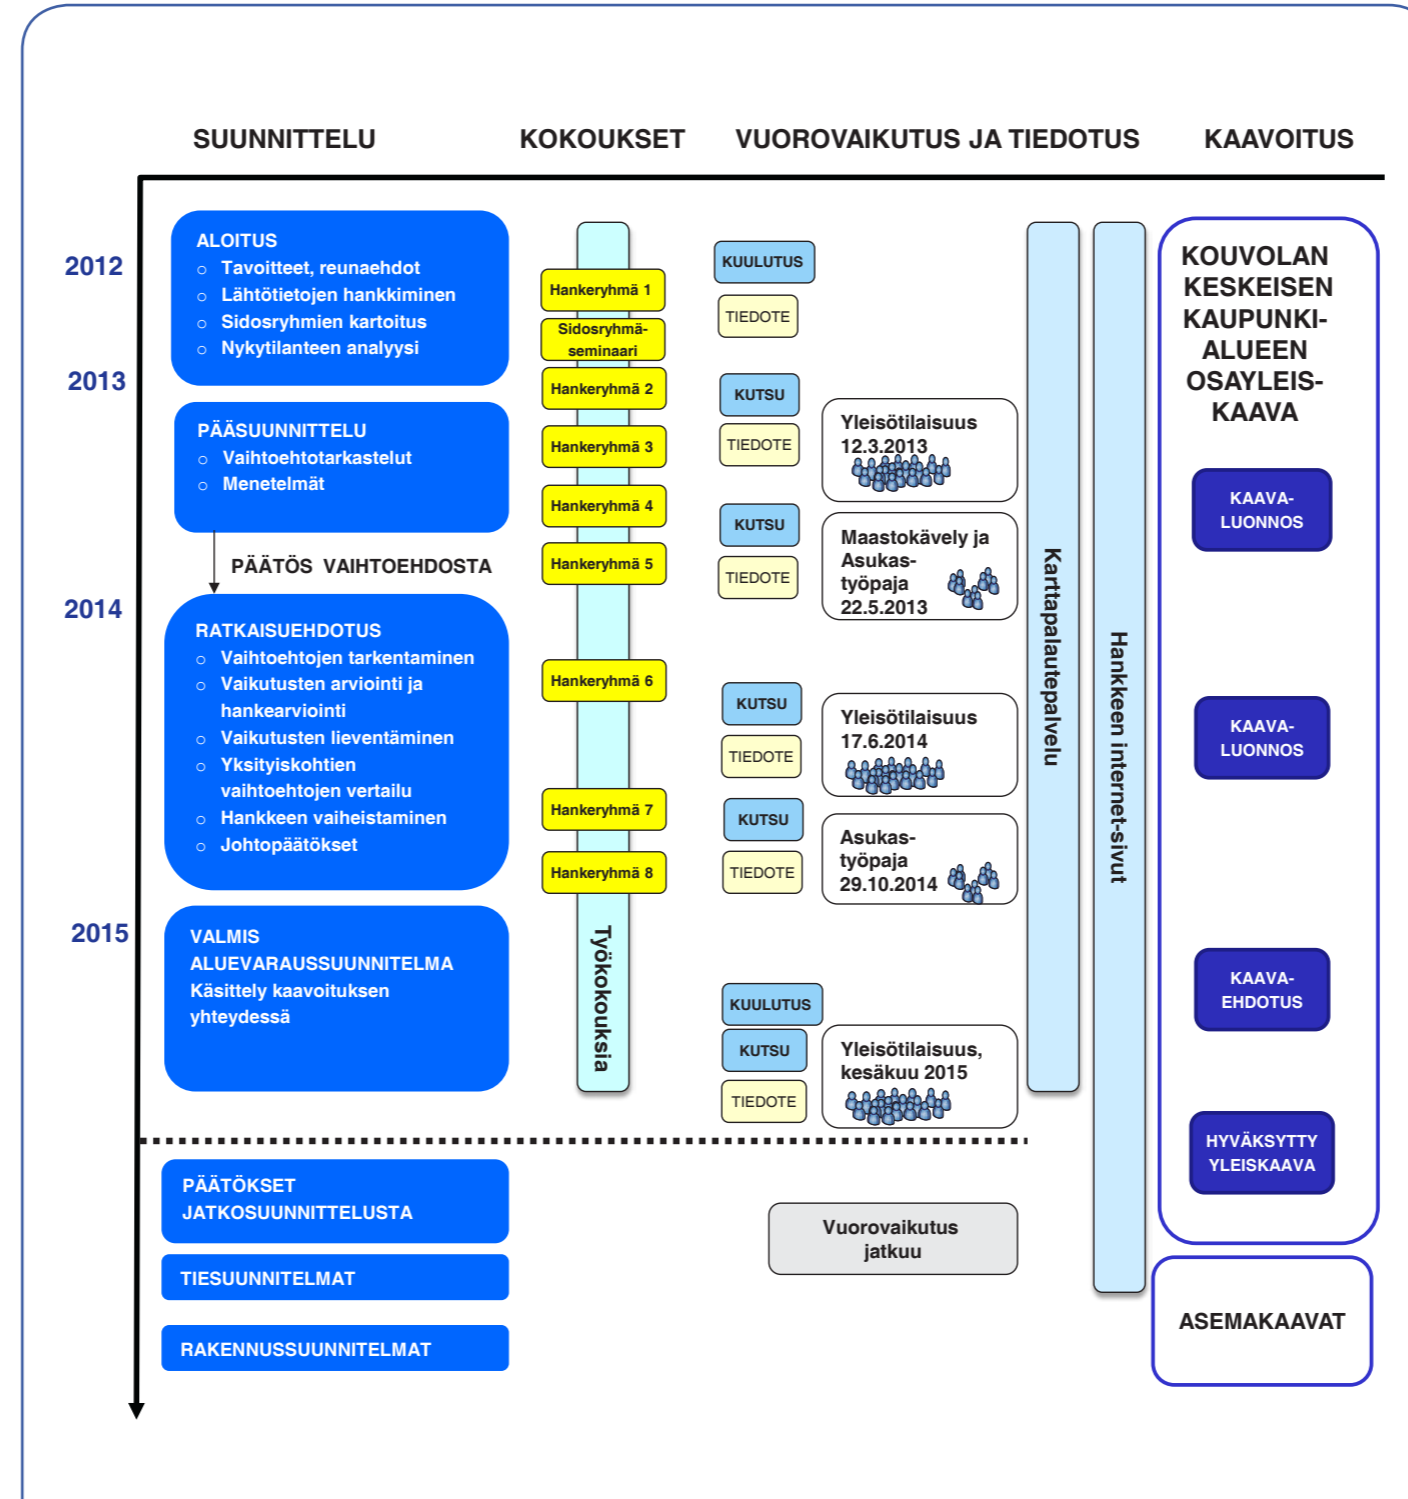 SUUNNITTELU
KOKOUKSET
VUOROVAIKUTUS JA TIEDOTUS
KAAVOITUS
2012
2013
2014
2015
ALOITUS
o Tavoitteet, reunaehdot
o Lähtötietojen hankkiminen
o Sidosryhmien kartoitus
o Nykytilanteen analyysi
PÄÄSUUNNITTELU
o Vaihtoehtotarkastelut
o Menetelmät
PÄÄTÖS VAIHTOEHDOSTA
RATKAISUEHDOTUS
o Vaihtoehtojen tarkentaminen
o Vaikutusten arviointi ja
hankearviointi
o Vaikutusten lieventäminen
o Yksityiskohtien
vaihtoehtojen vertailu
o Hankkeen vaiheistaminen
o Johtopäätökset
VALMIS
ALUEVARAUSSUUNNITELMA
Käsittely kaavoituksen
yhteydessä
PÄÄTÖKSET
JATKOSUUNNITTELUSTA
TIESUUNNITELMAT
RAKENNUSSUUNNITELMAT
Hankeryhmä 1
Sidosryhmä-
seminaari
Hankeryhmä 2
Hankeryhmä 3
Hankeryhmä 4
Hankeryhmä 5
Hankeryhmä 6
Hankeryhmä 7
Hankeryhmä 8
Työkokouksia
KUULUTUS
TIEDOTE
KUTSU
TIEDOTE
Yleisötilaisuus
12.3.2013
KUTSU
TIEDOTE
Maastokävely ja
Asukas-
työpaja
22.5.2013
KUTSU
TIEDOTE
Yleisötilaisuus
17.6.2014
KUTSU
TIEDOTE
Asukas-
työpaja
29.10.2014
KUULUTUS
KUTSU
TIEDOTE
Yleisötilaisuus,
kesäkuu 2015
Vuorovaikutus
jatkuu
Karttapalautepalvelu
Hankkeen internet-sivut
KOUVOLAN
KESKEISEN
KAUPUNKI-
ALUEEN
OSAYLEIS-
KAAVA
KAAVA-
LUONNOS
KAAVA-
LUONNOS
KAAVA-
EHDOTUS
HYVÄKSYTTY
YLEISKAAVA
ASEMAKAAVAT